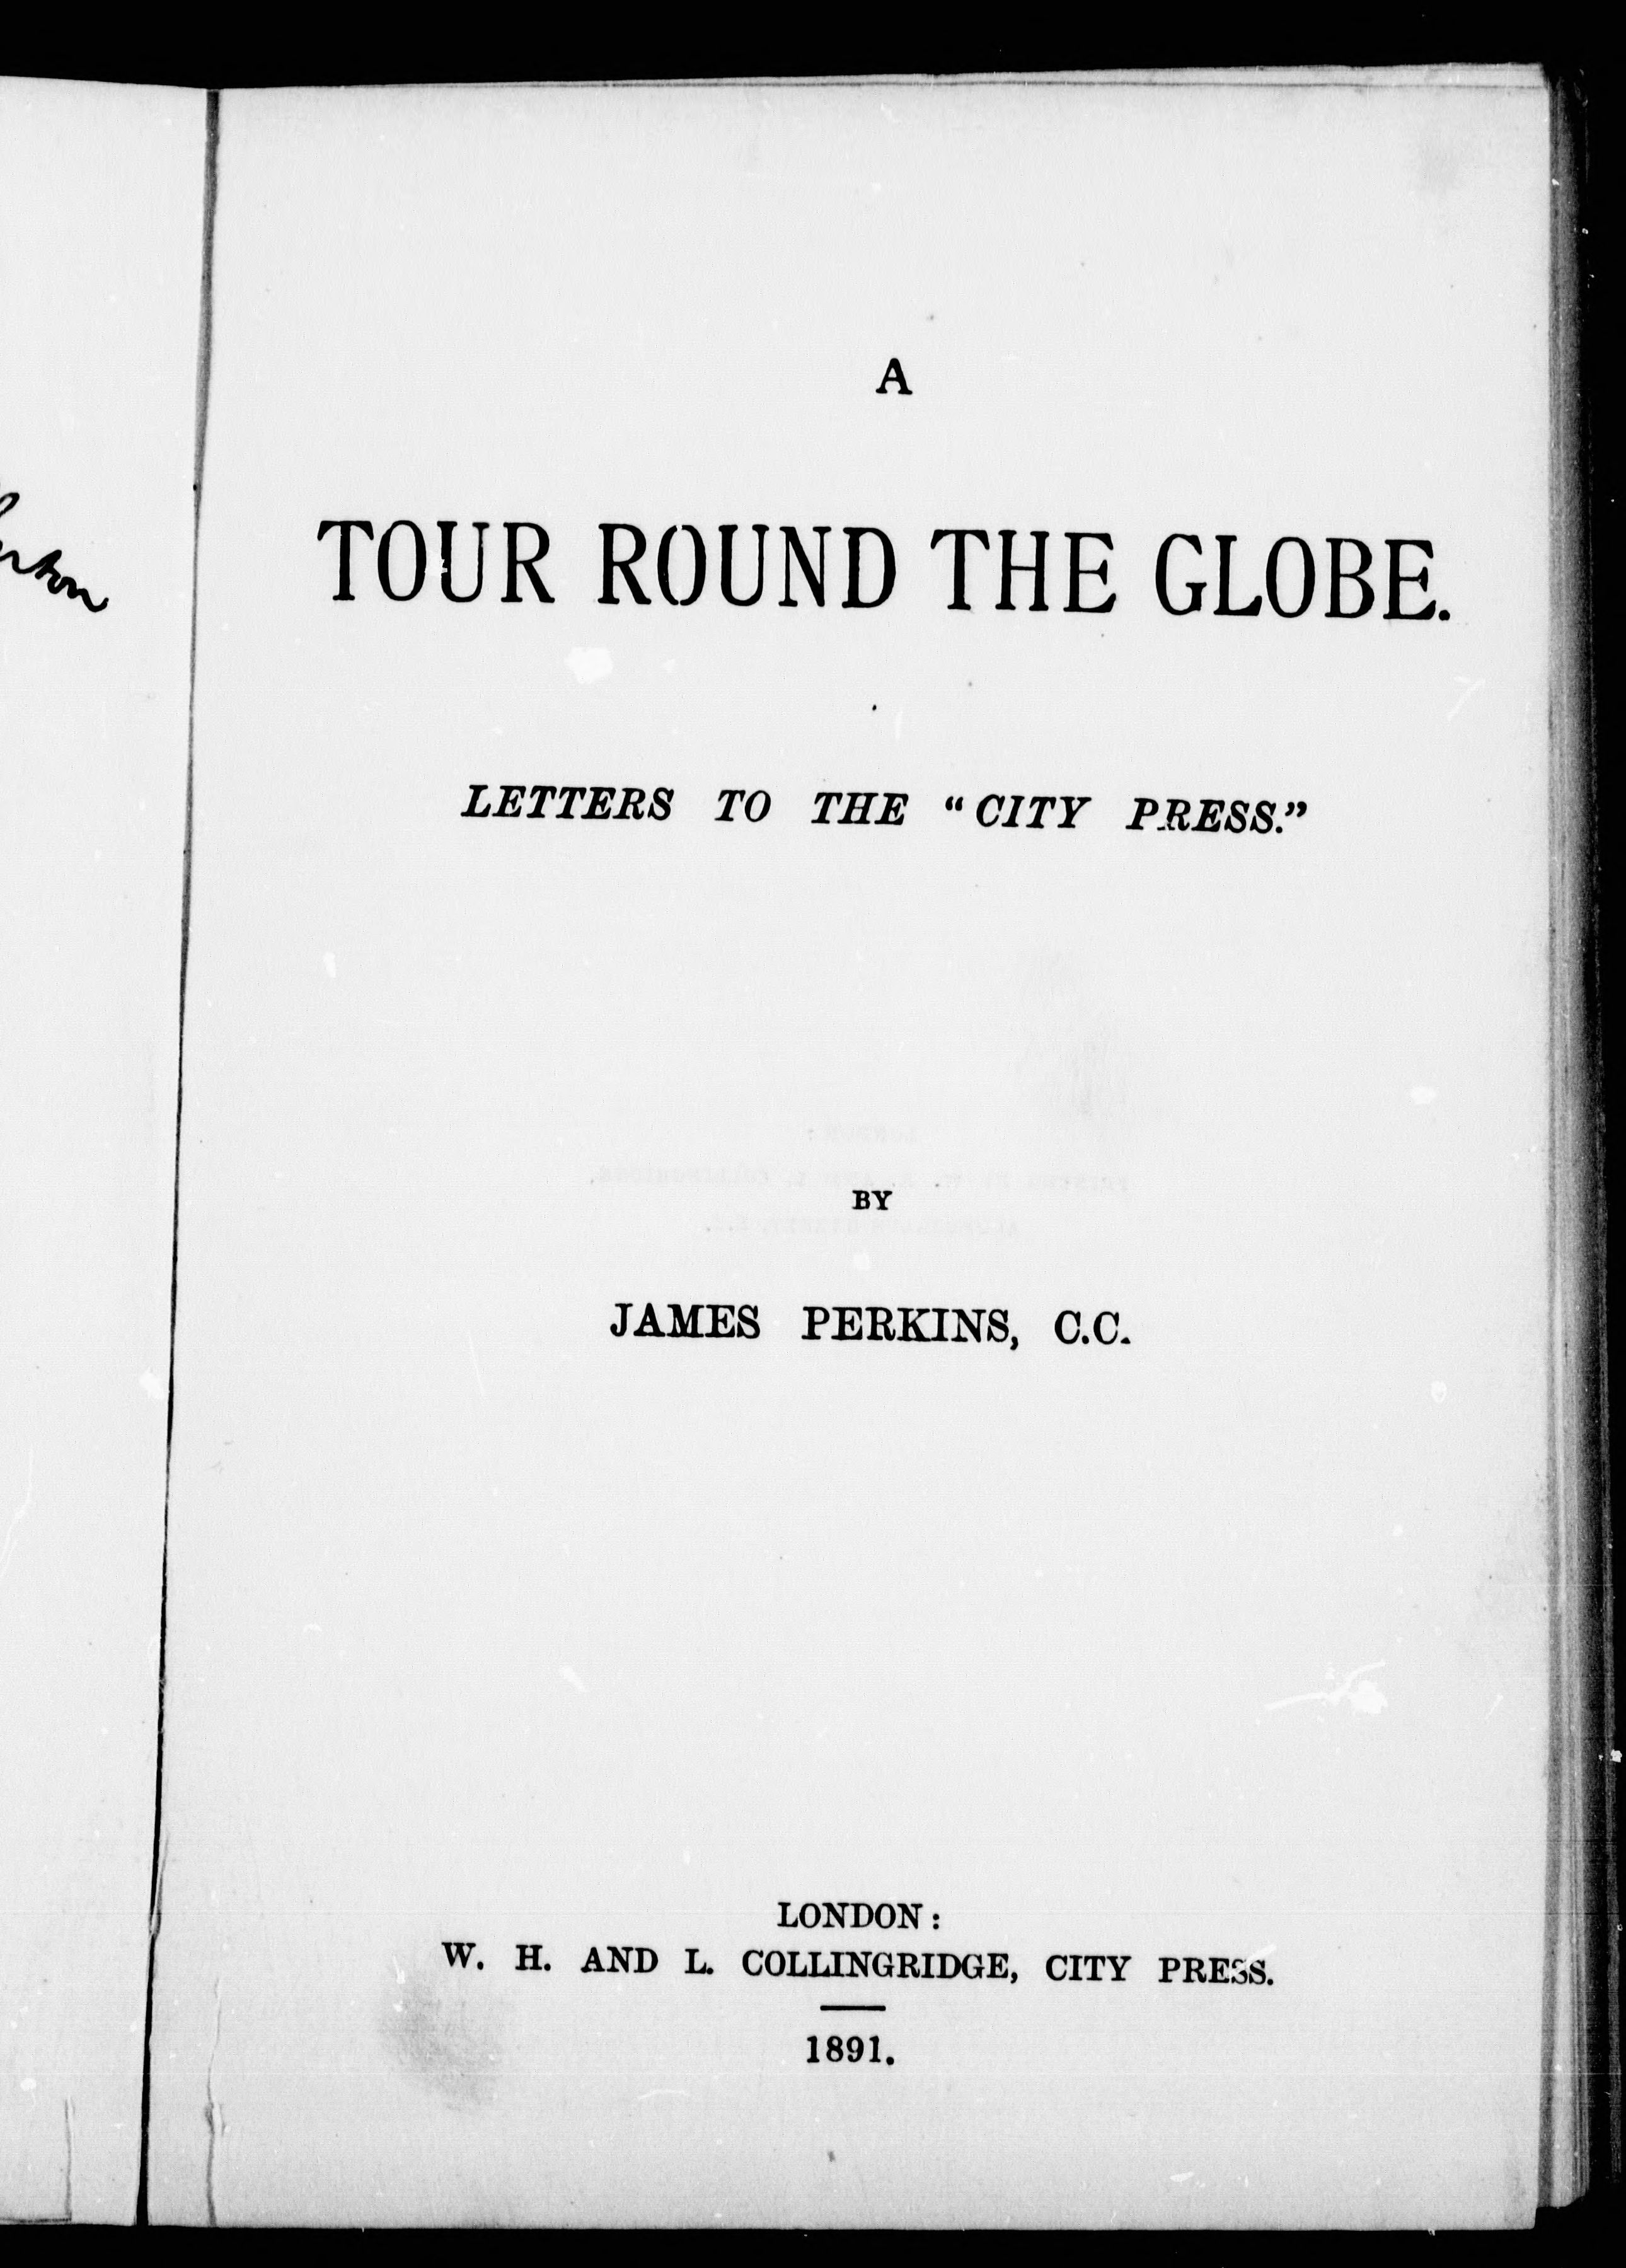 A
TOUR ROUND THE GLOBE.
LETTERS TO THE "CITY PRESS."
BY
JAMES PERKINS, C.C.
LONDON:
W. H. AND L. COLLINGRIDGE, CITY PRESS.
1891.